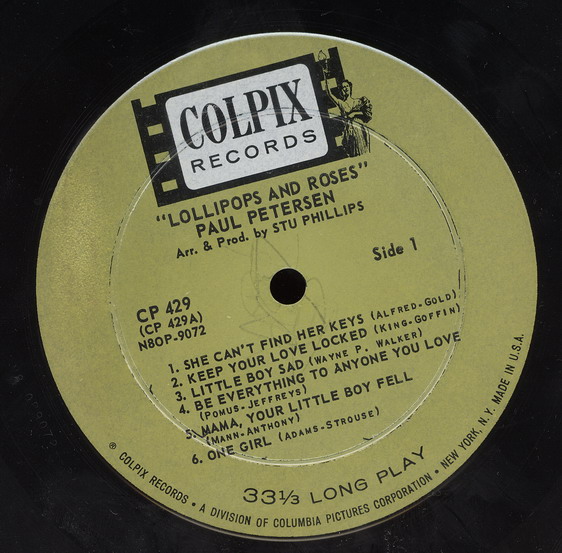 COLPIX
RECORDS
"LOLLIPOPS AND ROSES"
PAUL PETERSEN
Arr. & Prod. by STU PHILLIPS
Side 1
CP 429
(CP 429A)
N8OP-9072
1. SHE CAN'T FIND HER KEYS (ALFRED-GOLD)
2. KEEP YOUR LOVE LOCKED (KING-GOFFIN)
3. LITTLE BOY SAD (WAYNE P. WALKER)
4. BE EVERYTHING TO ANYONE YOU LOVE
(POMUS-JEFFREYS)
5. MAMA, YOUR LITTLE BOY FELL
(MANN-ANTHONY)
6. ONE GIRL (ADAMS-STROUSE)
33⅓ LONG PLAY
℗ COLPIX RECORDS • A DIVISION OF COLUMBIA PICTURES CORPORATION • NEW YORK, N.Y. MADE IN U.S.A.